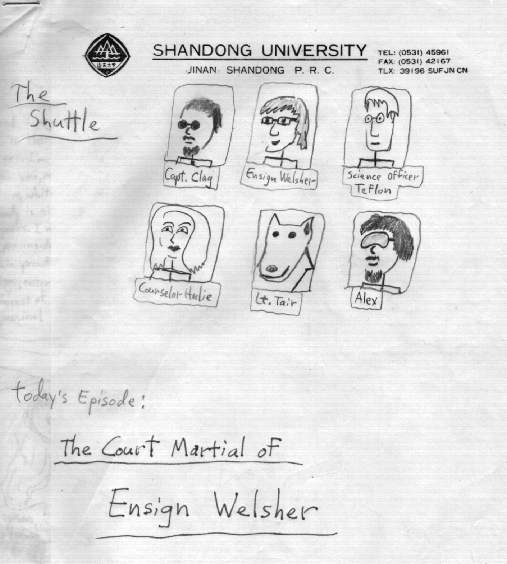 SHANDONG UNIVERSITY
JINAN SHANDONG P. R. C.
TEL: (0531) 45961
FAX: (0531) 42167
TLX: 39196 SUFJN CN
The
Shuttle
Capt. Clag
Ensign Welsher
Science Officer
Teflon
Counselor Harlie
Lt. Tair
Alex
Today's Episode:
The Court Martial of
Ensign Welsher